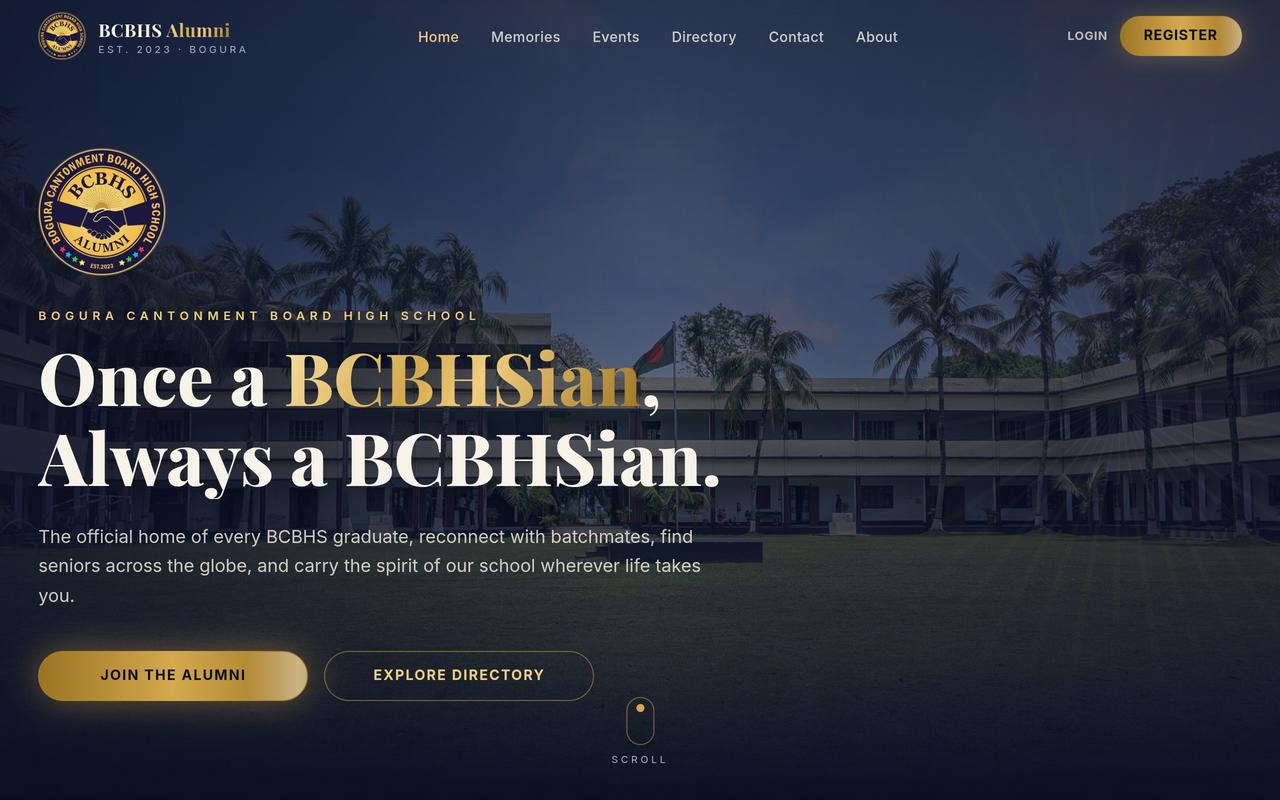 BCBHS Alumni
EST. 2023 · BOGURA
Home
Memories
Events
Directory
Contact
About
LOGIN
REGISTER
BOGURA CANTONMENT BOARD HIGH SCHOOL
BCBHS
ALUMNI
EST.2023
BOGURA CANTONMENT BOARD HIGH SCHOOL
Once a BCBHSian,
Always a BCBHSian.
The official home of every BCBHS graduate, reconnect with batchmates, find
seniors across the globe, and carry the spirit of our school wherever life takes
you.
JOIN THE ALUMNI
EXPLORE DIRECTORY
SCROLL